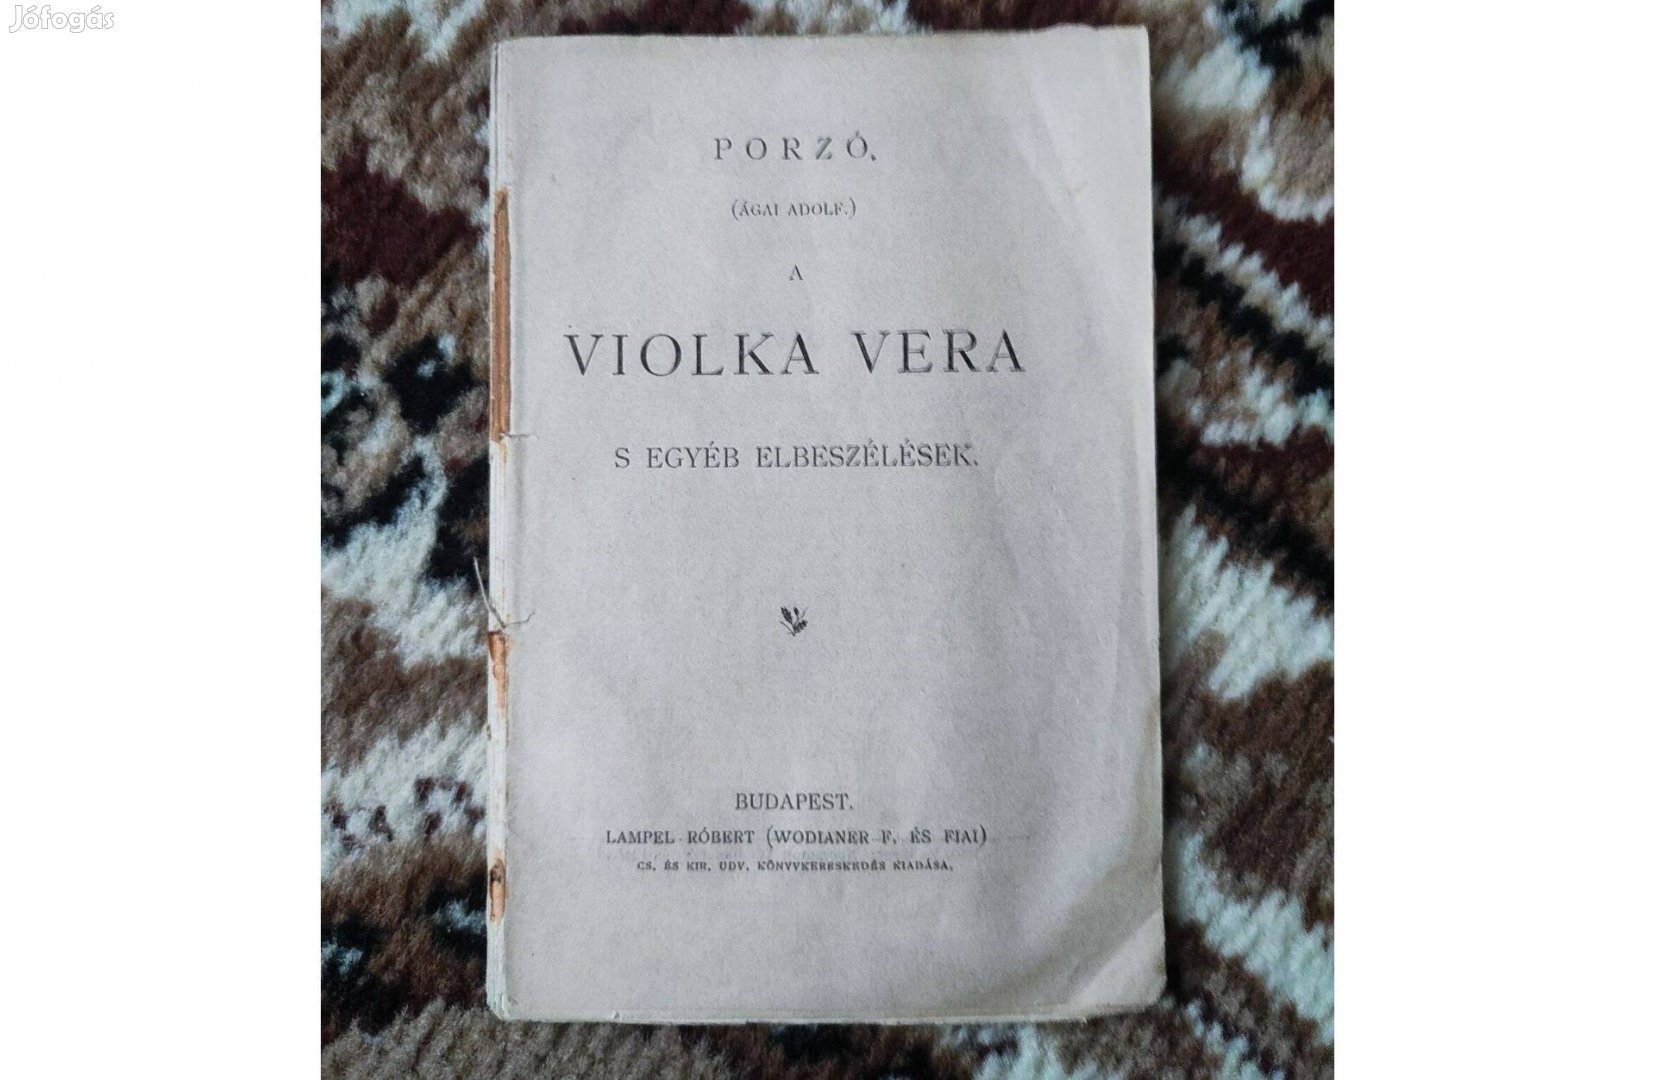 Jófogás
PORZÓ.
(ÁGAI ADOLF.)
A
VIOLKA VERA
S EGYÉB ELBESZÉLÉSEK.
BUDAPEST.
LAMPEL RÓBERT (WODIANER F. ÉS FIAI)
CS. ÉS KIR. UDV. KÖNYVKERESKEDÉS KIADÁSA.